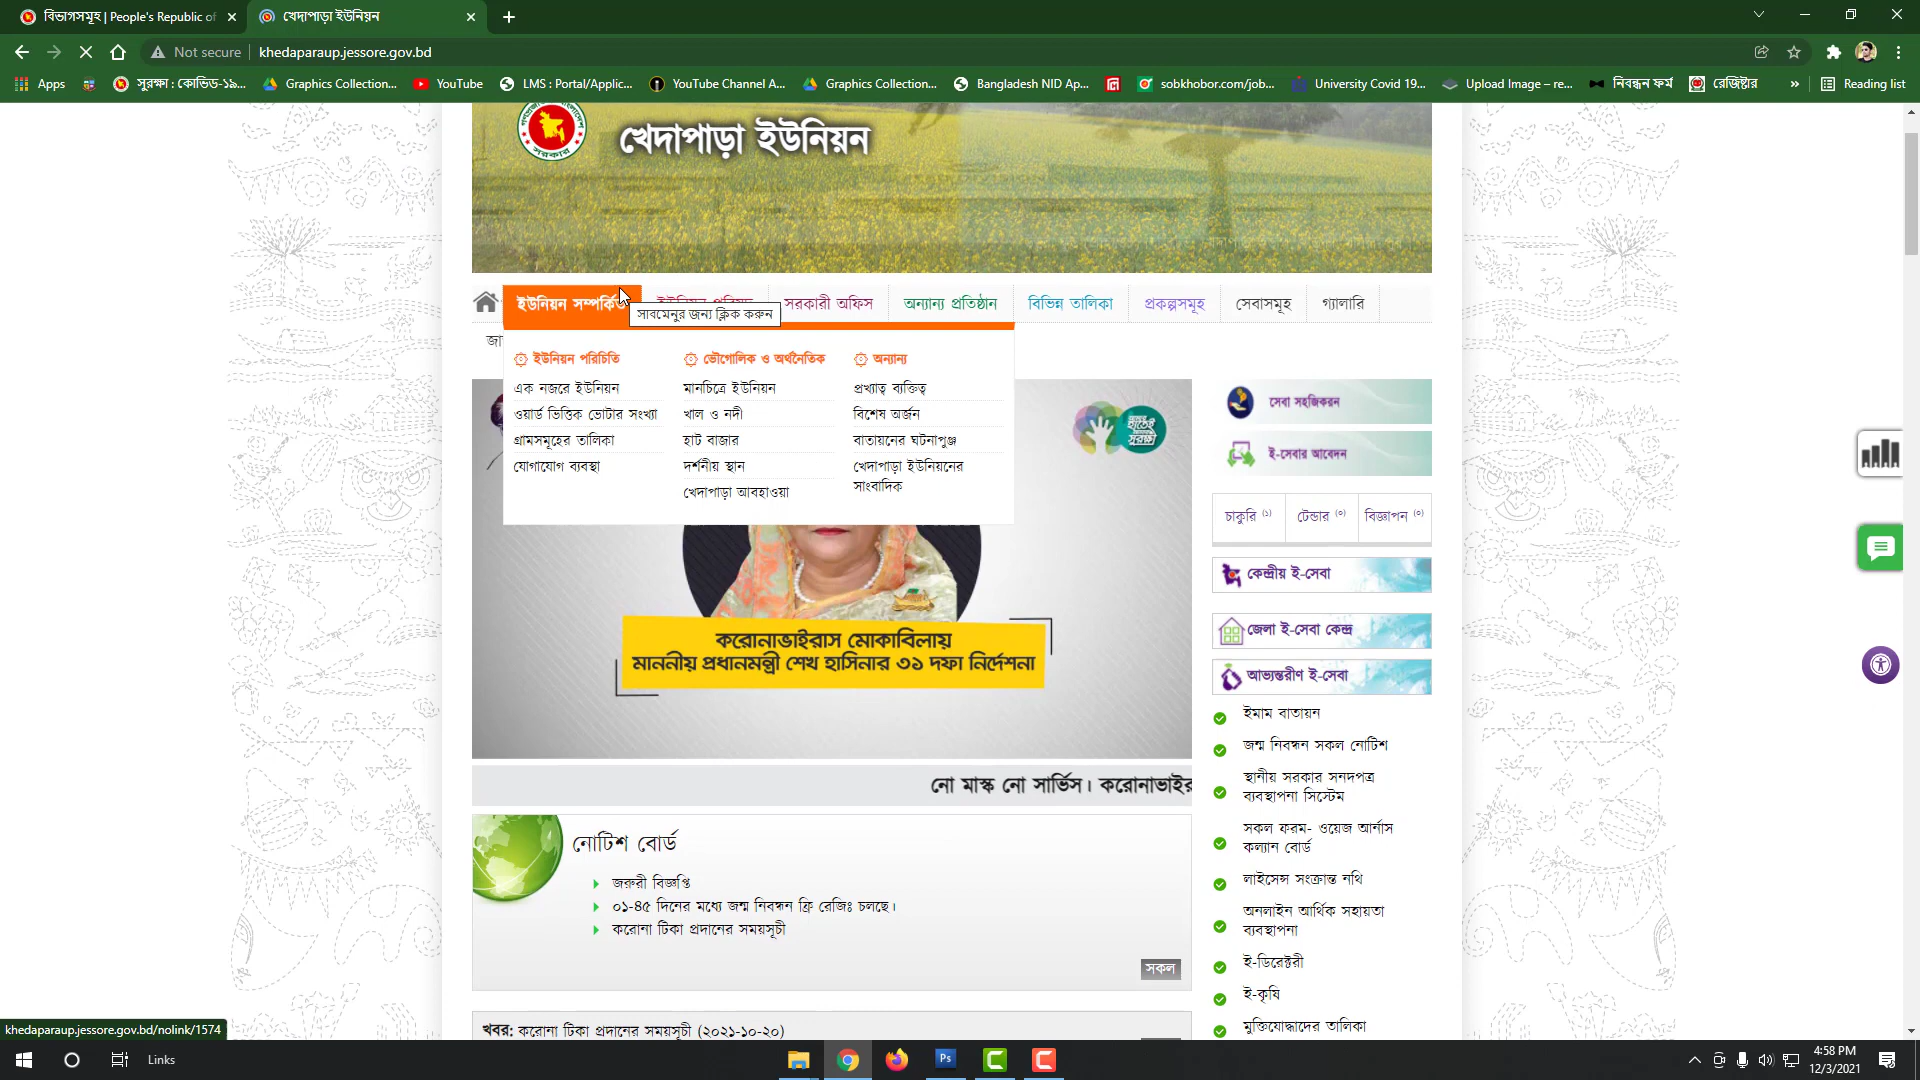 বিভাগসমূহ | People's Republic of
খেদাপাড়া ইউনিয়ন
Not secure
khedaparaup.jessore.gov.bd
Apps
সুরক্ষা : কোভিড-১৯...
Graphics Collection...
YouTube
LMS : Portal/Applic...
YouTube Channel A...
Graphics Collection...
Bangladesh NID Ap...
sobkhobor.com/job...
University Covid 19...
Upload Image – re...
নিবন্ধন ফর্ম
রেজিষ্টার
»
Reading list
খেদাপাড়া ইউনিয়ন
ইউনিয়ন সম্পর্কিত
সরকারী অফিস
অন্যান্য প্রতিষ্ঠান
বিভিন্ন তালিকা
প্রকল্পসমূহ
সেবাসমূহ
গ্যালারি
সাবমেনুর জন্য ক্লিক করুন
ইউনিয়ন পরিচিতি
ভৌগোলিক ও অর্থনৈতিক
অন্যান্য
এক নজরে ইউনিয়ন
মানচিত্রে ইউনিয়ন
প্রখ্যাত ব্যক্তিত্ব
ওয়ার্ড ভিত্তিক ভোটার সংখ্যা
খাল ও নদী
বিশেষ অর্জন
গ্রামসমূহের তালিকা
হাট বাজার
বাতায়নের ঘটনাপুঞ্জ
যোগাযোগ ব্যবস্থা
দর্শনীয় স্থান
খেদাপাড়া ইউনিয়নের
সাংবাদিক
খেদাপাড়া আবহাওয়া
সেবা সহজিকরন
ই-সেবার আবেদন
চাকুরি (১)
টেন্ডার (০)
বিজ্ঞাপন (০)
কেন্দ্রীয় ই-সেবা
জেলা ই-সেবা কেন্দ্র
আভ্যন্তরীণ ই-সেবা
করোনাভাইরাস মোকাবিলায়
মাননীয় প্রধানমন্ত্রী শেখ হাসিনার ৩১ দফা নির্দেশনা
ইমাম বাতায়ন
জন্ম নিবন্ধন সকল নোটিশ
স্থানীয় সরকার সনদপত্র
ব্যবস্থাপনা সিস্টেম
সকল ফরম- ওয়েজ আর্নাস
কল্যান বোর্ড
লাইসেন্স সংক্রান্ত নথি
অনলাইন আর্থিক সহায়তা
ব্যবস্থাপনা
ই-ডিরেক্টরী
ই-কৃষি
মুক্তিযোদ্ধাদের তালিকা
নো মাস্ক নো সার্ভিস। করোনাভাইর
নোটিশ বোর্ড
জরুরী বিজ্ঞপ্তি
০১-৪৫ দিনের মধ্যে জন্ম নিবন্ধন ফ্রি রেজিঃ চলছে।
করোনা টিকা প্রদানের সময়সূচী
সকল
খবর: করোনা টিকা প্রদানের সময়সূচী (২০২১-১০-২০)
khedaparaup.jessore.gov.bd/nolink/1574
Links
Ps
4:58 PM
12/3/2021